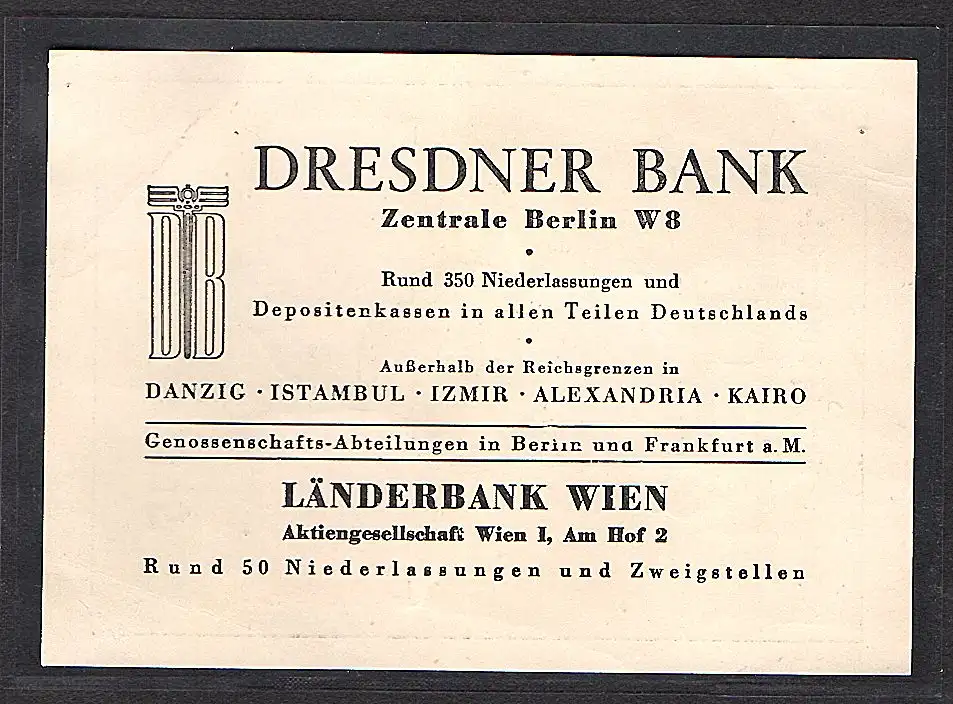 DRESDNER BANK
Zentrale Berlin W8
•
Rund 350 Niederlassungen und
Depositenkassen in allen Teilen Deutschlands
•
Außerhalb der Reichsgrenzen in
DANZIG · ISTAMBUL · IZMIR · ALEXANDRIA · KAIRO
Genossenschafts-Abteilungen in Berlin und Frankfurt a. M.
LÄNDERBANK WIEN
Aktiengesellschaft Wien I, Am Hof 2
Rund 50 Niederlassungen und Zweigstellen
DB